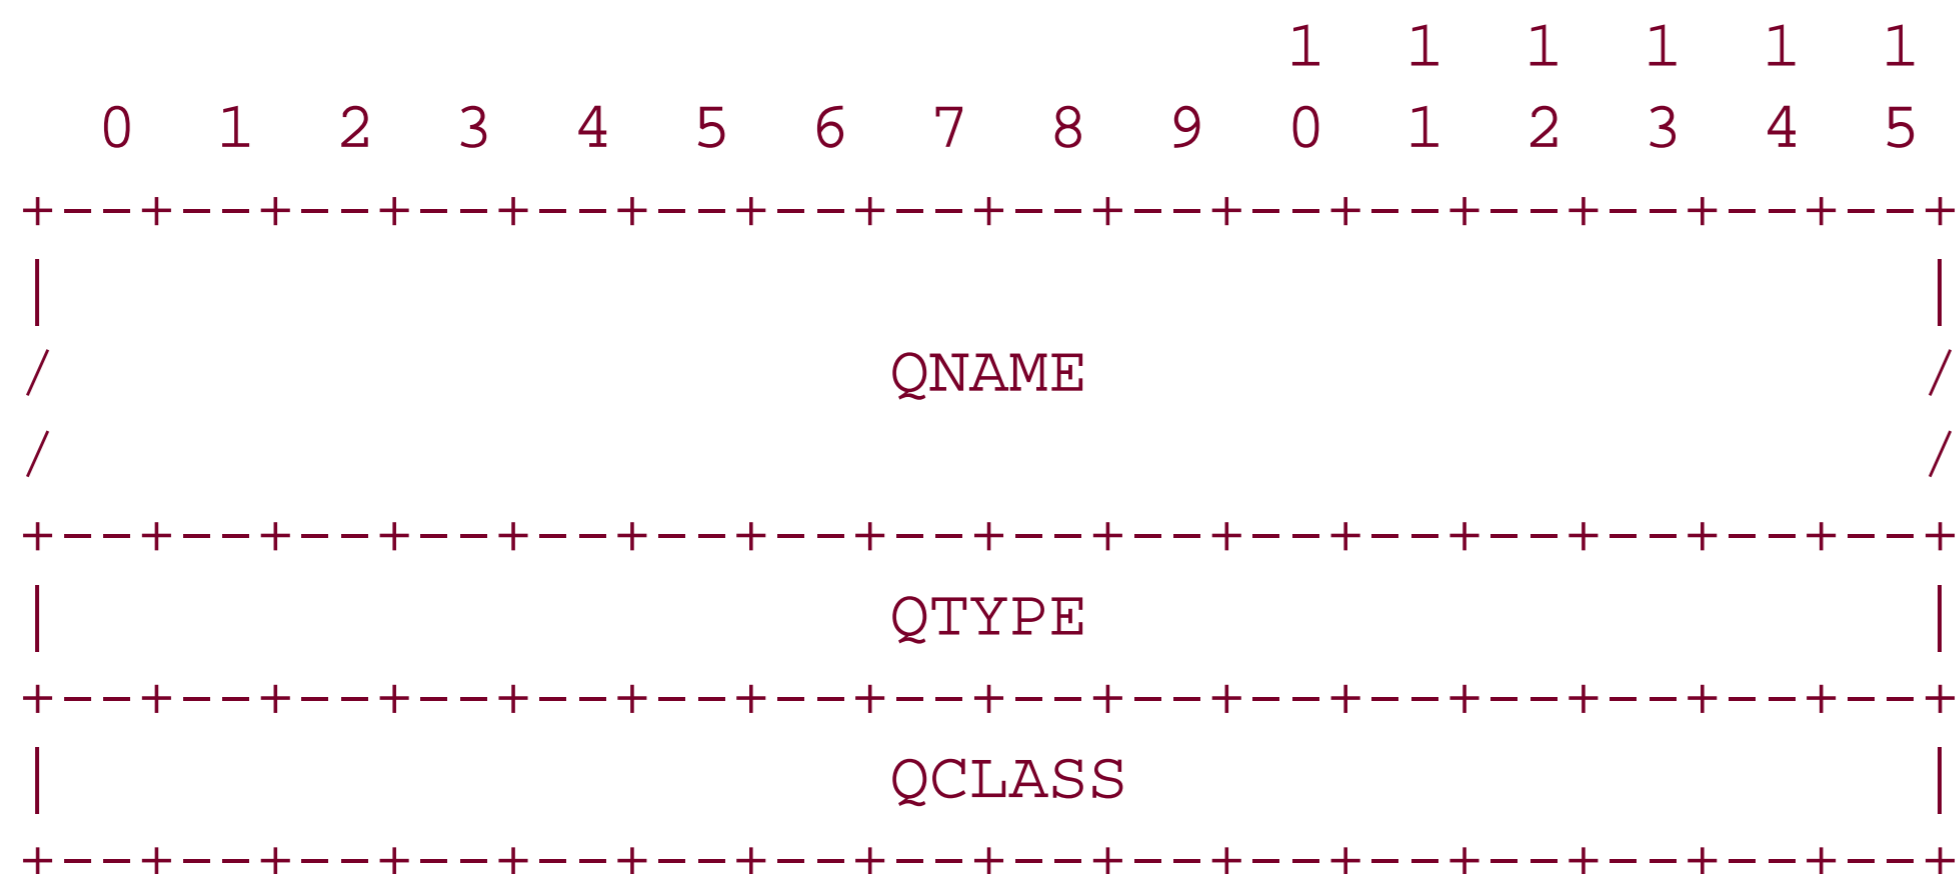 1  1  1  1  1  1
  0  1  2  3  4  5  6  7  8  9  0  1  2  3  4  5
+--+--+--+--+--+--+--+--+--+--+--+--+--+--+--+--+
|                                               |
/                     QNAME                     /
/                                               /
+--+--+--+--+--+--+--+--+--+--+--+--+--+--+--+--+
|                     QTYPE                     |
+--+--+--+--+--+--+--+--+--+--+--+--+--+--+--+--+
|                     QCLASS                    |
+--+--+--+--+--+--+--+--+--+--+--+--+--+--+--+--+